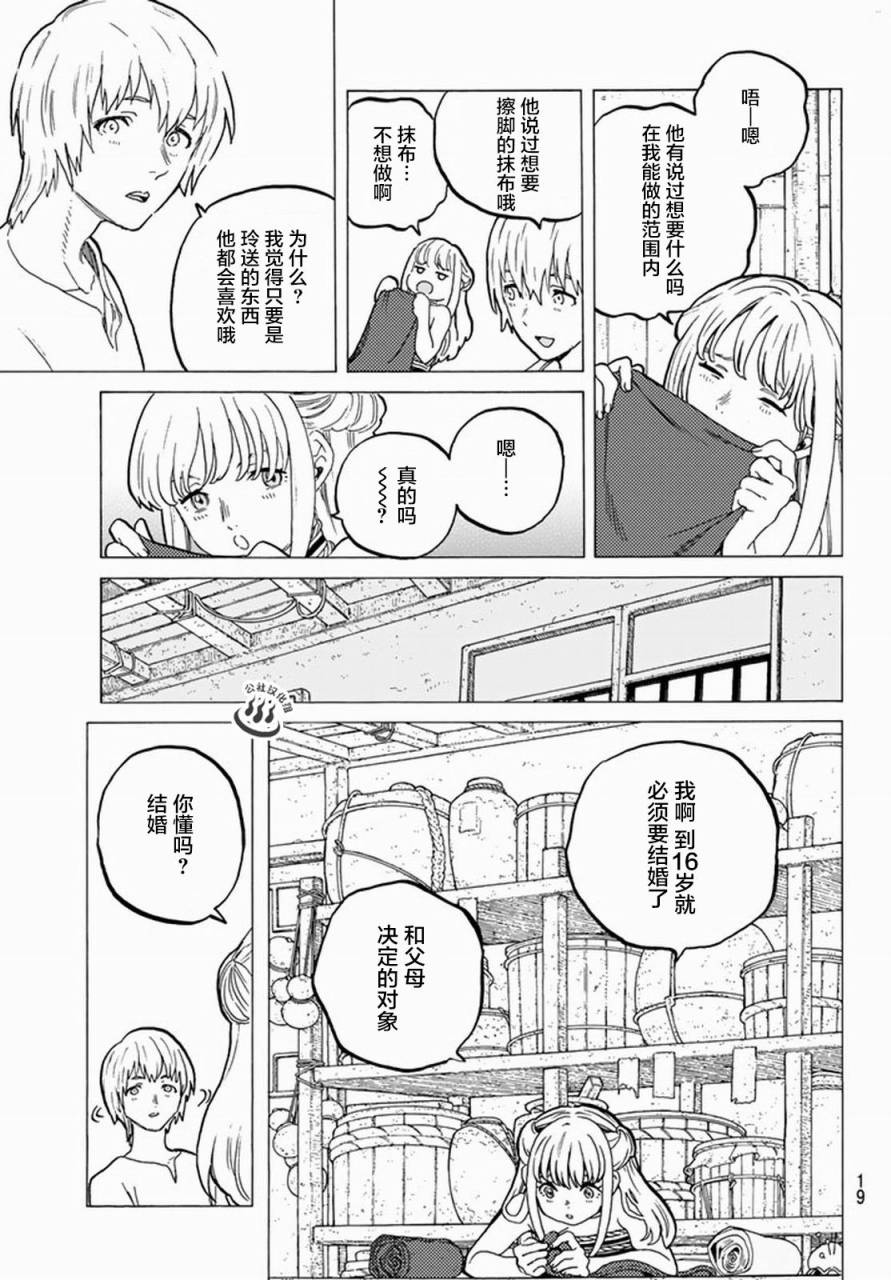 唔—嗯
他有说过想要什么吗
在我能做的范围内
他说过想要
擦脚的抹布哦
抹布…
不想做啊
为什么？
我觉得只要是
玲送的东西
他都会喜欢哦
嗯—…
真的吗
～～？
我啊 到16岁就
必须要结婚了
和父母
决定的对象
你懂吗？
结婚
公社汉化组
19